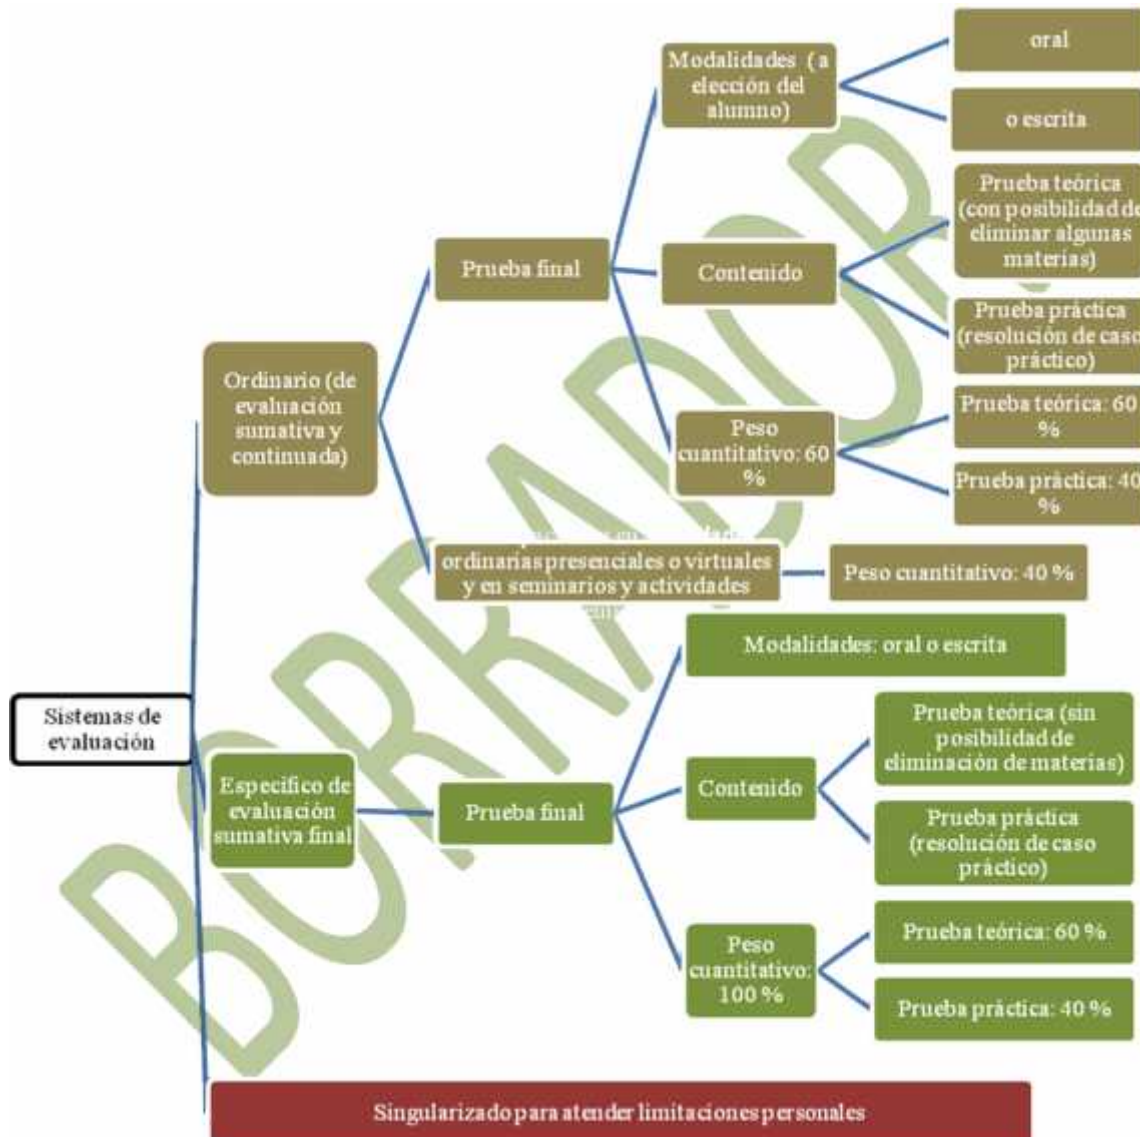 oral
Modalidades (a
elección del
alumno)
o escrita
Prueba teórica
(con posibilidad de
eliminar algunas
materias)
Prueba final
Contenido
Prueba práctica
(resolución de caso
práctico)
Ordinario (de
evaluación
sumativa y
continuada)
Prueba teórica: 60
%
Peso
cuantitativo: 60
%
Prueba práctica: 40
%
ordinarias presenciales o virtuales
y en seminarios y actividades
Peso cuantitativo: 40 %
Modalidades: oral o escrita
Sistemas de
evaluación
Prueba teórica (sin
posibilidad de
eliminación de materias)
Específico de
evaluación
sumativa final
Prueba final
Contenido
Prueba práctica
(resolución de caso
práctico)
Peso
cuantitativo:
100 %
Prueba teórica: 60 %
Prueba práctica: 40 %
Singularizado para atender limitaciones personales
BORRADOR